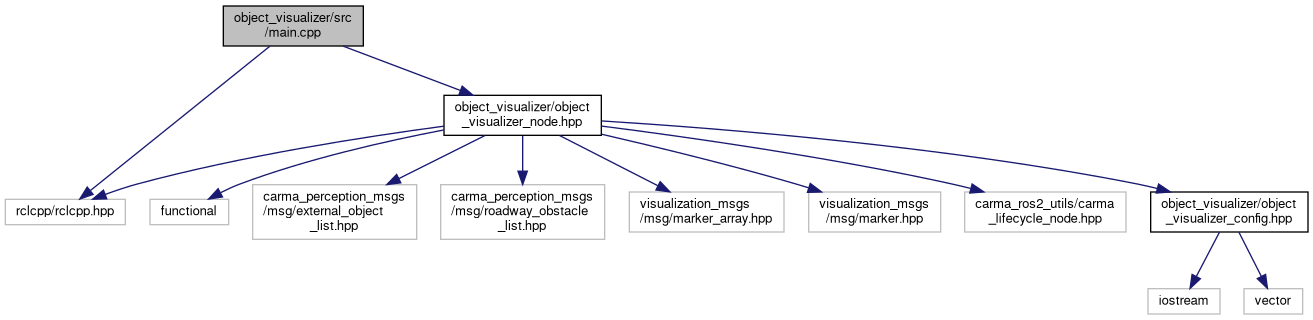 object_visualizer/src
/main.cpp
object_visualizer/object
_visualizer_node.hpp
rclcpp/rclcpp.hpp
functional
carma_perception_msgs
/msg/external_object
_list.hpp
carma_perception_msgs
/msg/roadway_obstacle
_list.hpp
visualization_msgs
/msg/marker_array.hpp
visualization_msgs
/msg/marker.hpp
carma_ros2_utils/carma
_lifecycle_node.hpp
object_visualizer/object
_visualizer_config.hpp
iostream
vector